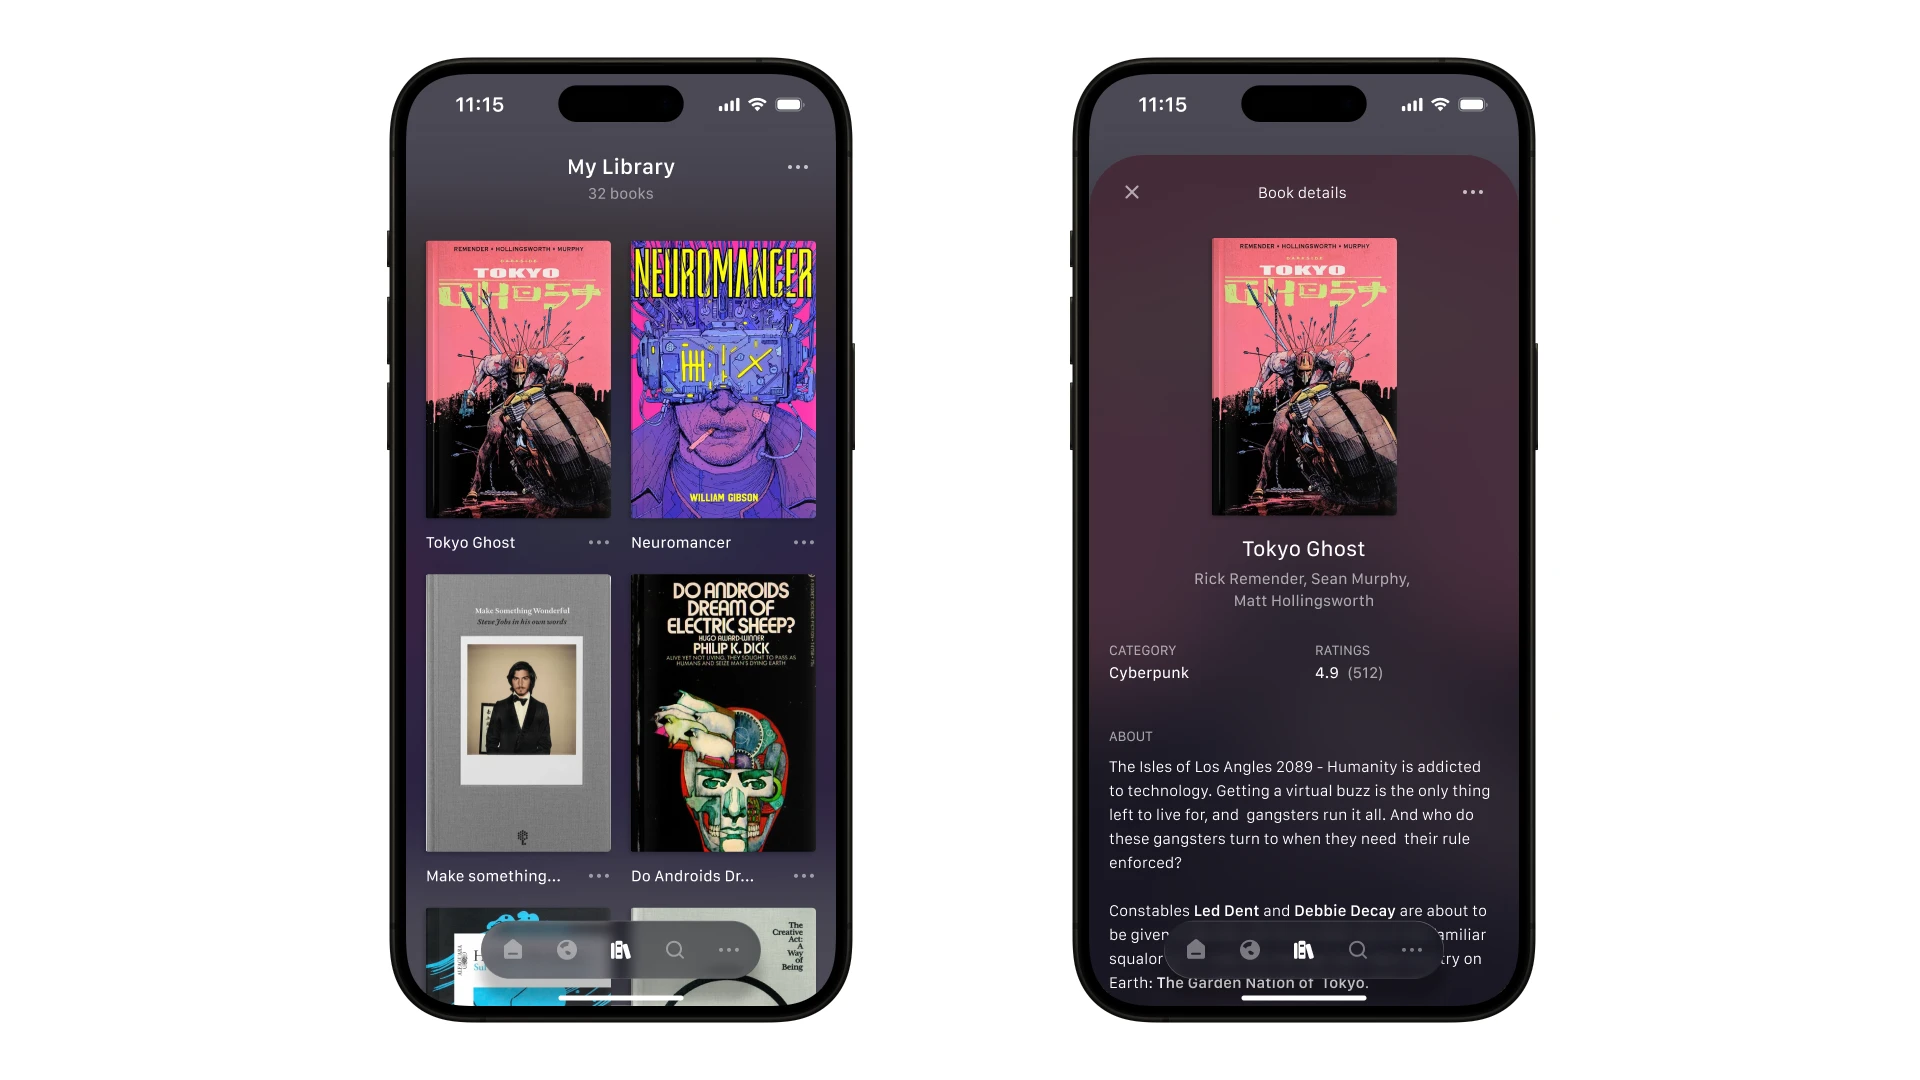 11:15
My Library
32 books
REMENDER • HOLLINGSWORTH • MURPHY
TOKYO
GHOST
NEUROMANCER
WILLIAM GIBSON
Tokyo Ghost
Neuromancer
Make Something Wonderful
Steve Jobs in his own words
DO ANDROIDS
DREAM OF
ELECTRIC SHEEP?
HUGO AWARD-WINNER
PHILIP K. DICK
ALIVE YET NOT LIVING, THEY SOUGHT TO PASS AS
HUMANS AND SEIZE MAN'S DYING EARTH
Make something...
Do Androids Dr...
The
Creative
Act:
A
Way
of
Being
11:15
Book details
REMENDER • HOLLINGSWORTH • MURPHY
TOKYO
GHOST
Tokyo Ghost
Rick Remender, Sean Murphy,
Matt Hollingsworth
CATEGORY
Cyberpunk
RATINGS
4.9 (512)
ABOUT
The Isles of Los Angles 2089 - Humanity is addicted
to technology. Getting a virtual buzz is the only thing
left to live for, and gangsters run it all. And who do
these gangsters turn to when they need their rule
enforced?
Constables Led Dent and Debbie Decay are about to
be given amiliar
squalor try on
Earth: The Garden Nation of Tokyo.